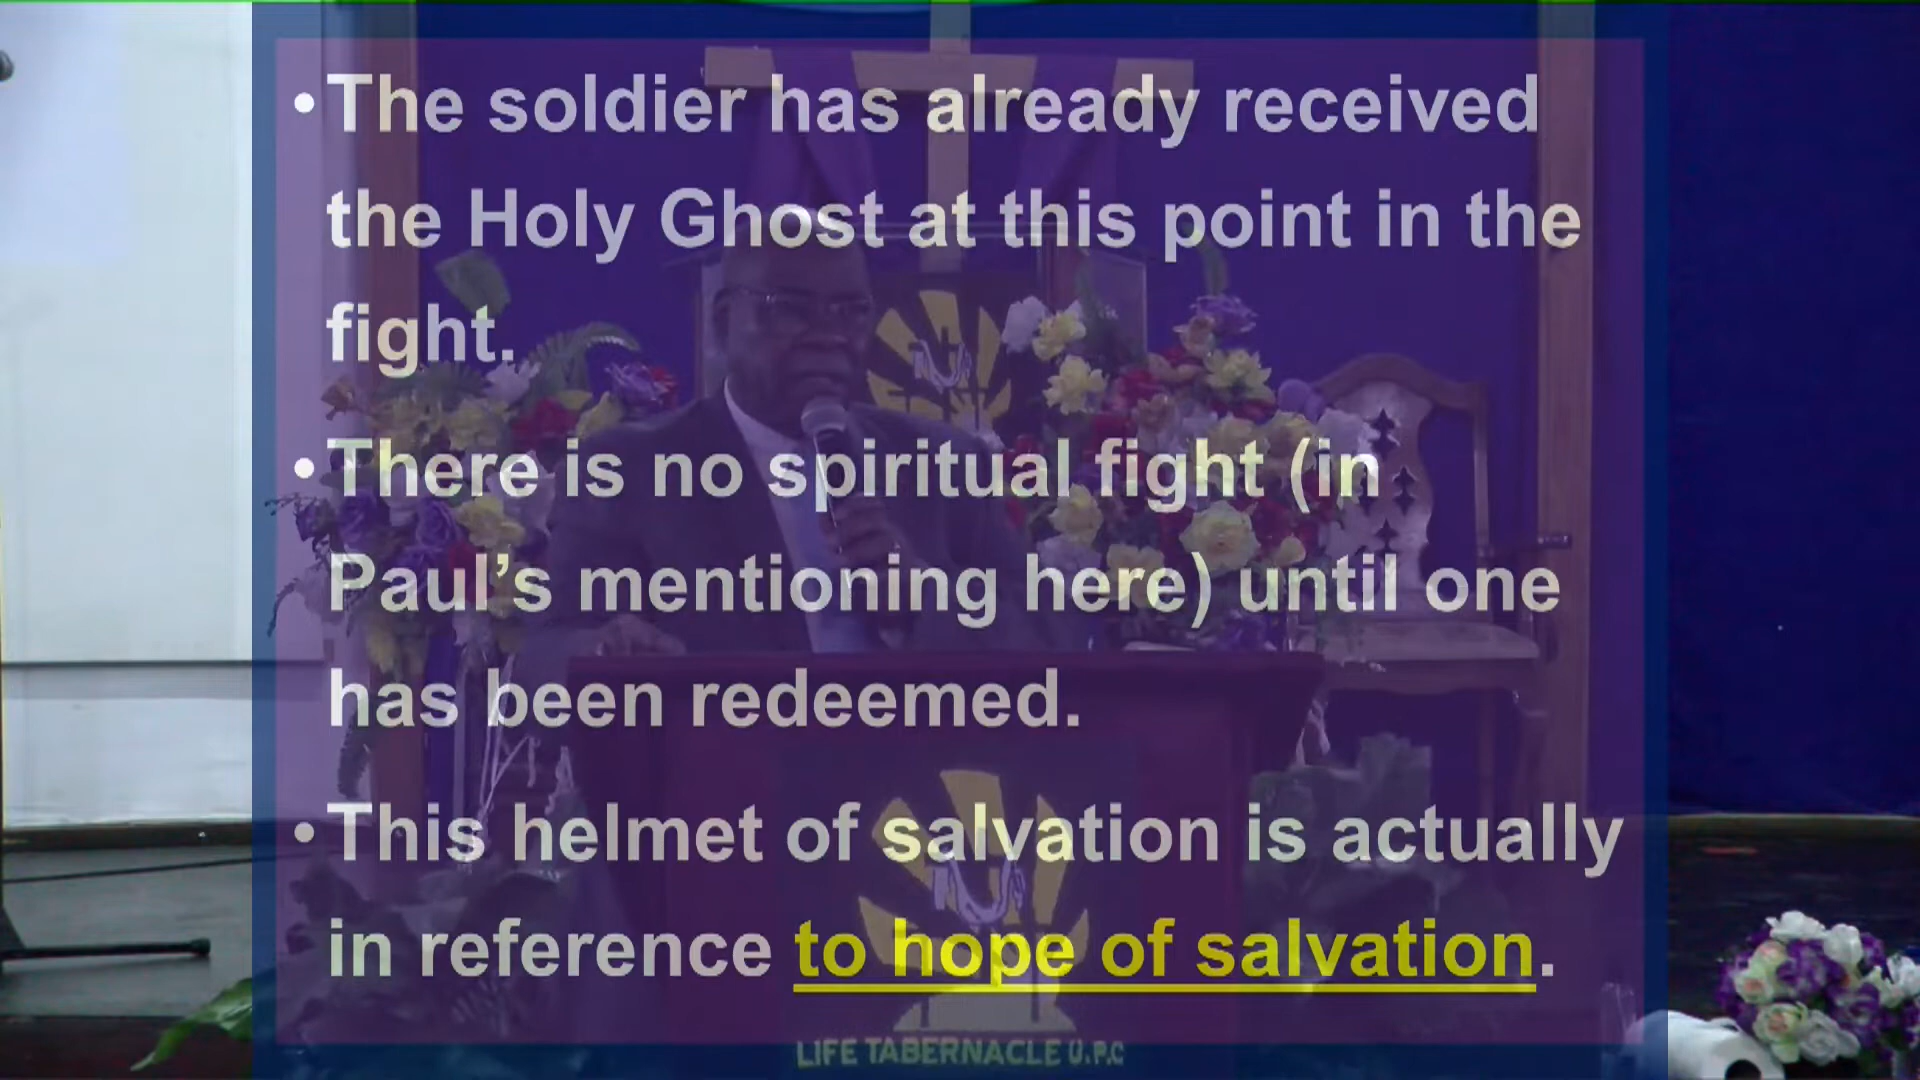 •The soldier has already received
the Holy Ghost at this point in the
fight.
•There is no spiritual fight (in
Paul’s mentioning here) until one
has been redeemed.
•This helmet of salvation is actually
in reference to hope of salvation.
LIFE TABERNACLE U.P.C